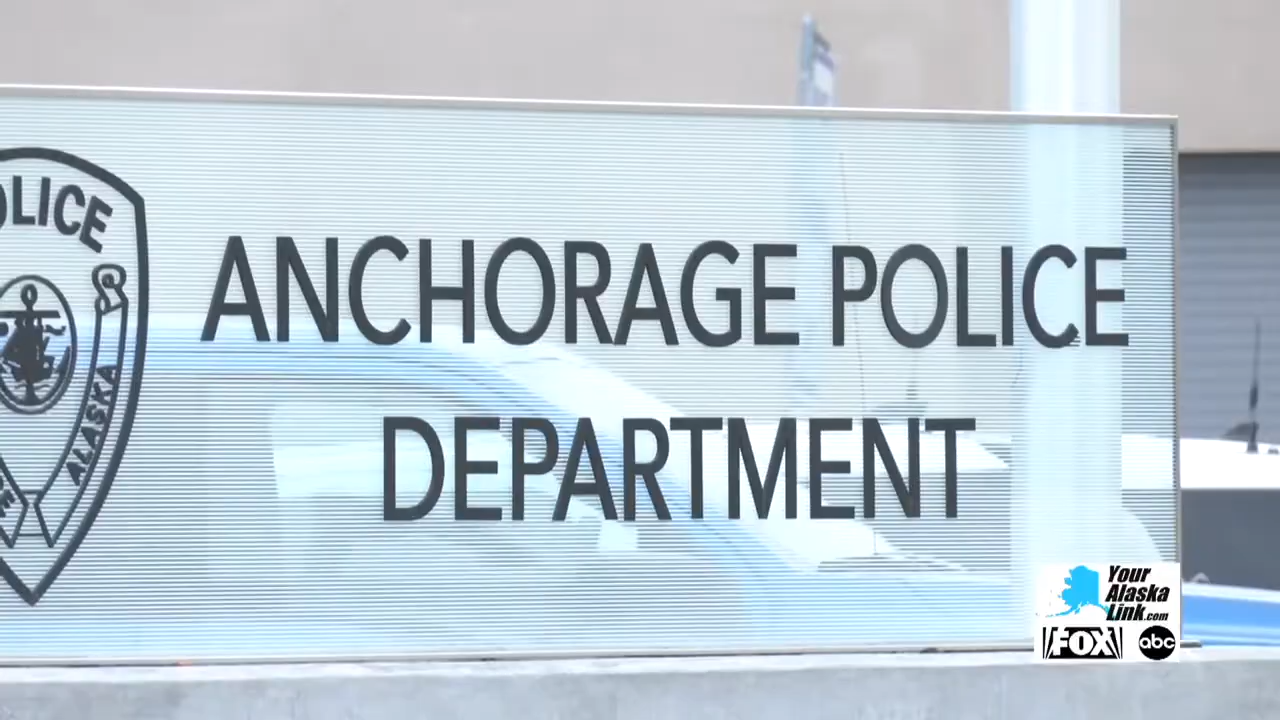 OLICE
ALASKA
ANCHORAGE POLICE
DEPARTMENT
Your
Alaska
Link.com
FOX
abc